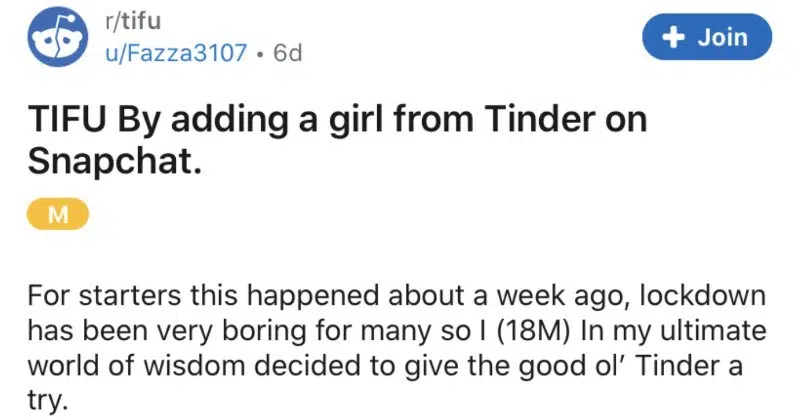 r/tifu
u/Fazza3107 • 6d
+ Join
TIFU By adding a girl from Tinder on
Snapchat.
M
For starters this happened about a week ago, lockdown
has been very boring for many so I (18M) In my ultimate
world of wisdom decided to give the good ol’ Tinder a
try.